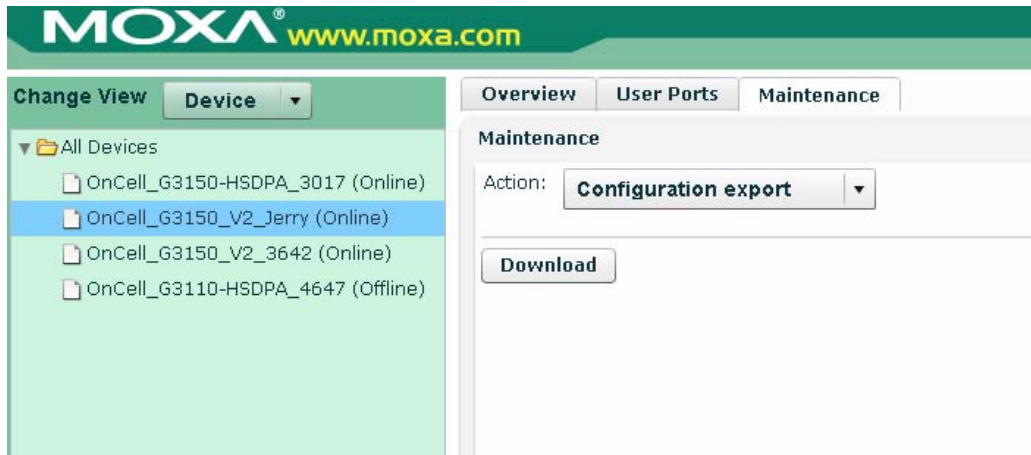 MOXA® www.moxa.com
Change View Device
All Devices
OnCell_G3150-HSDPA_3017 (Online)
OnCell_G3150_V2_Jerry (Online)
OnCell_G3150_V2_3642 (Online)
OnCell_G3110-HSDPA_4647 (Offline)
Overview User Ports Maintenance
Maintenance
Action: Configuration export
Download